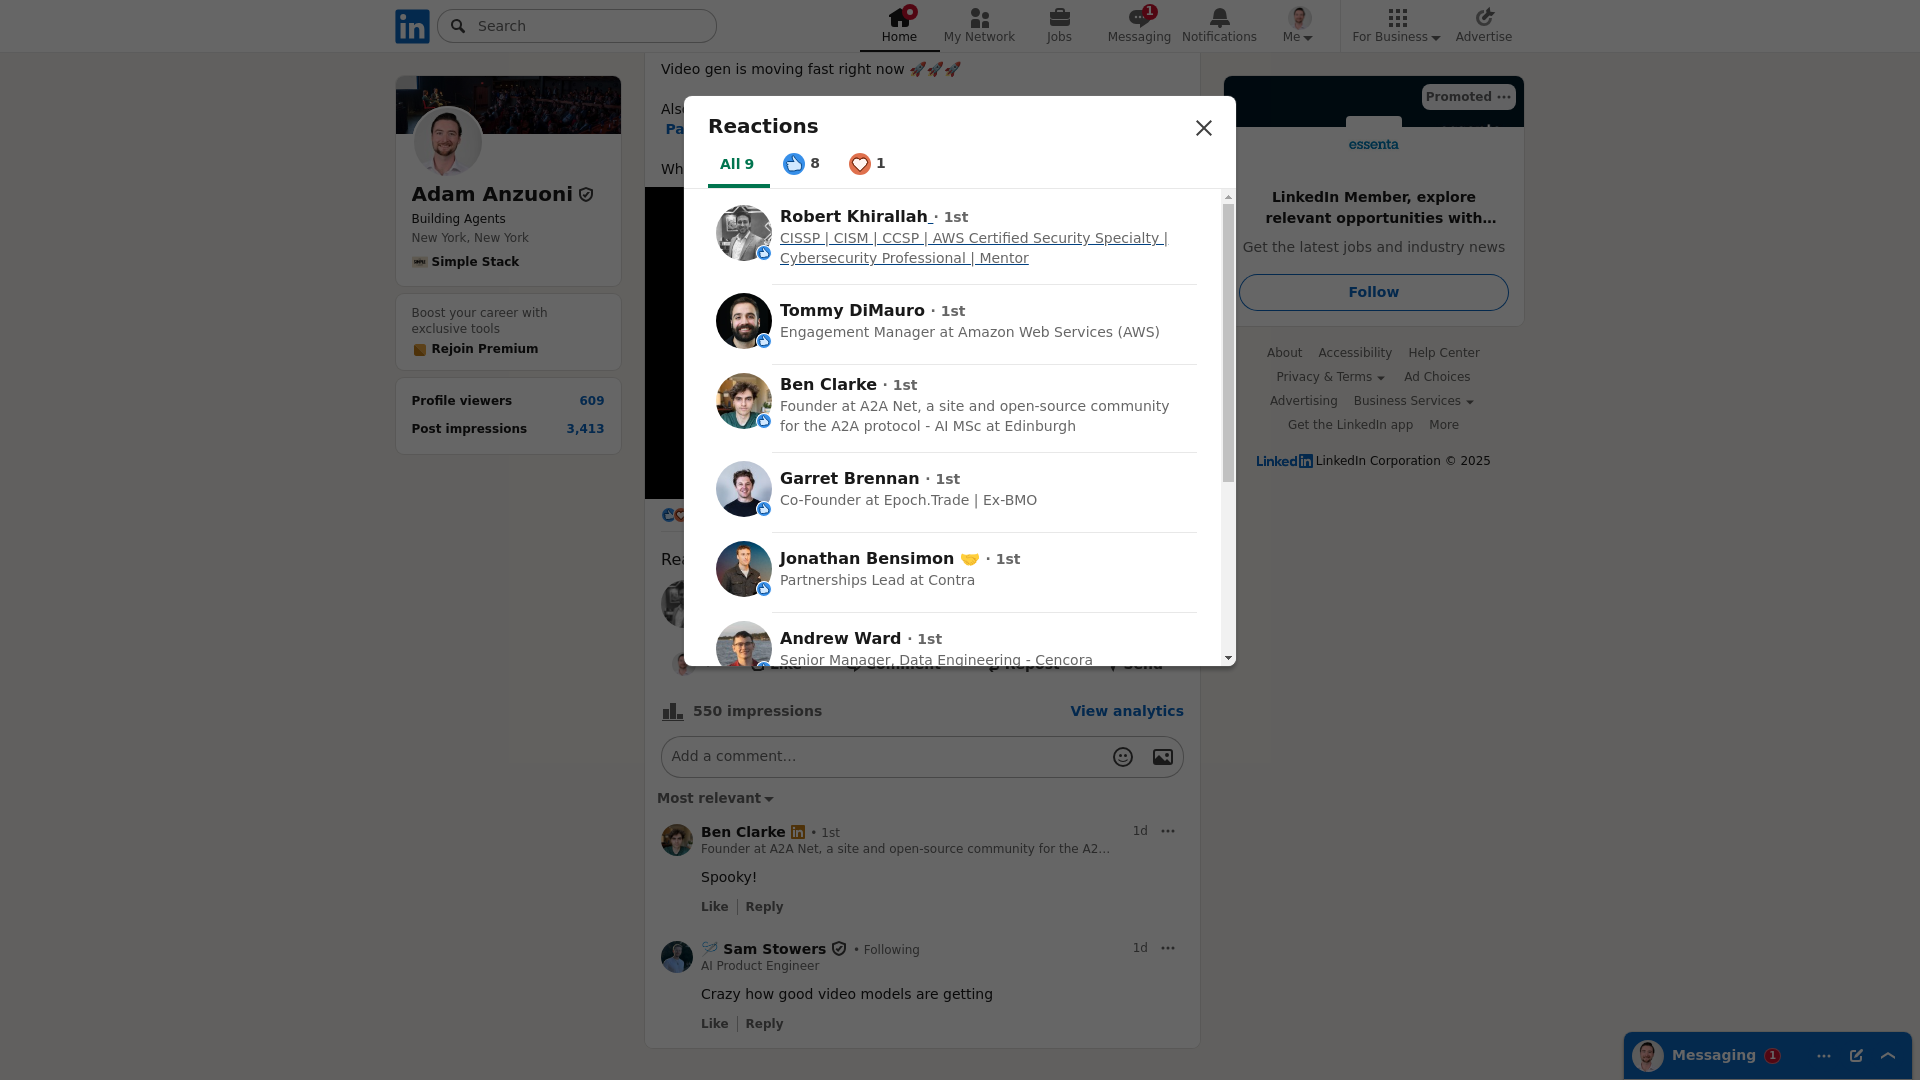 in
Search
Home
My Network
Jobs
1
Messaging
Notifications
Me
For Business
Advertise
Video gen is moving fast right now 🚀🚀🚀
Also
Pa
Wh
Adam Anzuoni
Building Agents
New York, New York
Simple Stack
Boost your career with
exclusive tools
Rejoin Premium
Profile viewers 609
Post impressions 3,413
Reactions
All 9
8
1
Robert Khirallah · 1st
CISSP | CISM | CCSP | AWS Certified Security Specialty |
Cybersecurity Professional | Mentor
Tommy DiMauro · 1st
Engagement Manager at Amazon Web Services (AWS)
Ben Clarke · 1st
Founder at A2A Net, a site and open-source community
for the A2A protocol - AI MSc at Edinburgh
Garret Brennan · 1st
Co-Founder at Epoch.Trade | Ex-BMO
Jonathan Bensimon 🤝 · 1st
Partnerships Lead at Contra
Andrew Ward · 1st
Senior Manager, Data Engineering - Cencora
Rea
Like
Comment
Repost
Send
550 impressions
View analytics
Add a comment...
Most relevant
Ben Clarke in • 1st
1d
Founder at A2A Net, a site and open-source community for the A2...
Spooky!
Like
Reply
🪡 Sam Stowers • Following
1d
AI Product Engineer
Crazy how good video models are getting
Like
Reply
Promoted
essenta
LinkedIn Member, explore
relevant opportunities with...
Get the latest jobs and industry news
Follow
About
Accessibility
Help Center
Privacy & Terms
Ad Choices
Advertising
Business Services
Get the LinkedIn app
More
LinkedIn LinkedIn Corporation © 2025
Messaging 1